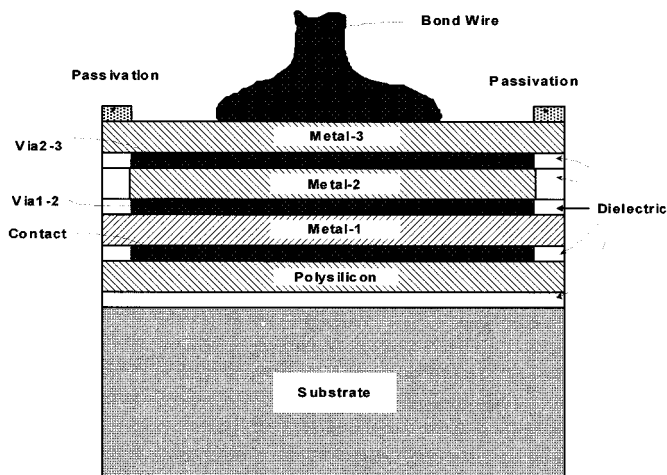 Bond Wire
Passivation
Passivation
Metal-3
Via2-3
Metal-2
Via1-2
Dielectric
Metal-1
Contact
Polysilicon
Substrate